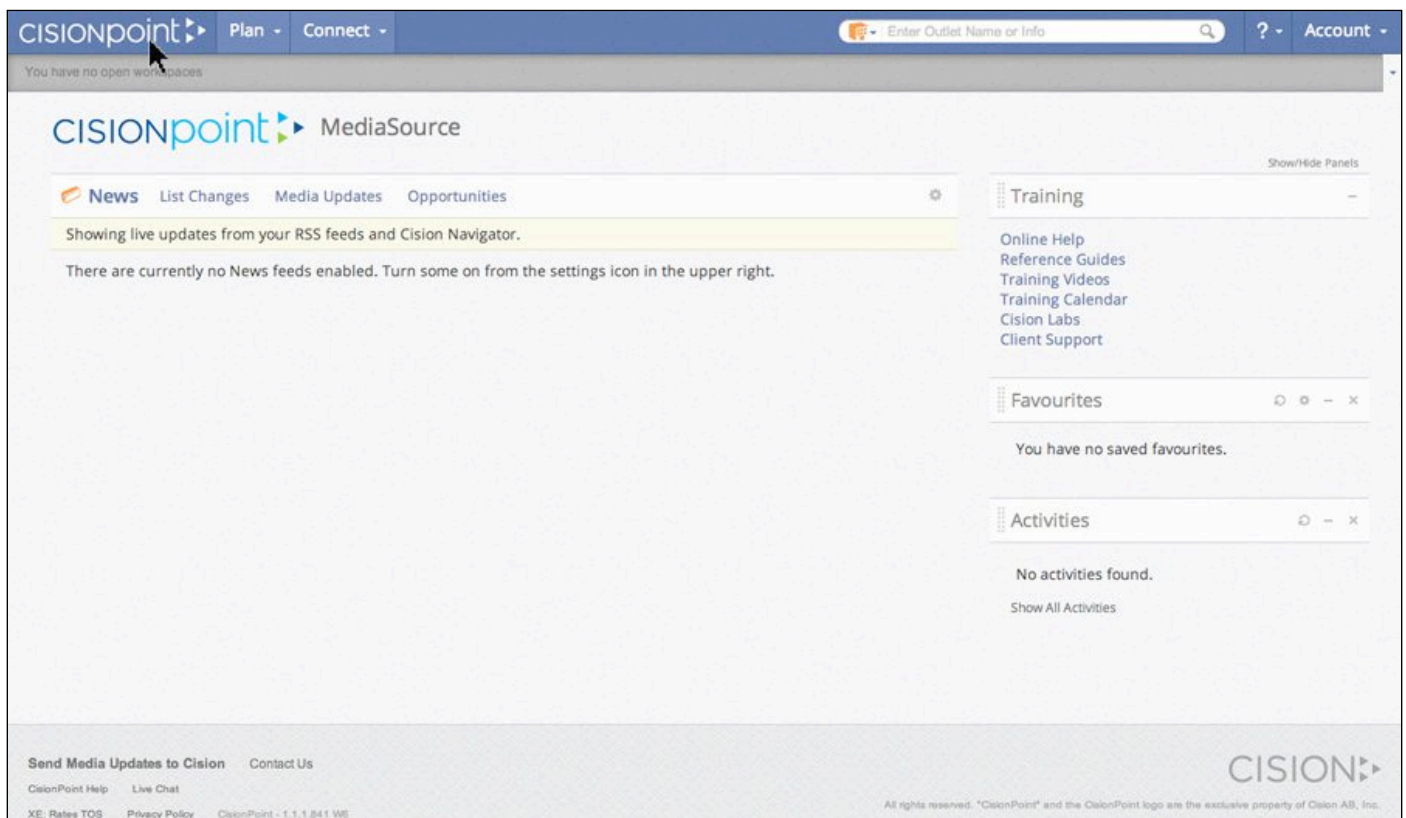 CISIONpoint Plan Connect Enter Outlet Name or Info ? Account
You have no open workspaces
CISIONpoint MediaSource
Show/Hide Panels
News List Changes Media Updates Opportunities
Showing live updates from your RSS feeds and Cision Navigator.
There are currently no News feeds enabled. Turn some on from the settings icon in the upper right.
Training
Online Help
Reference Guides
Training Videos
Training Calendar
Cision Labs
Client Support
Favourites
You have no saved favourites.
Activities
No activities found.
Show All Activities
Send Media Updates to Cision Contact Us
CISION
CisionPoint Help Live Chat
All rights reserved. "CisionPoint" and the CisionPoint logo are the exclusive property of Cision AB, Inc.
XE: Rates TOS Privacy Policy CisionPoint - 1.1.1.841 W6